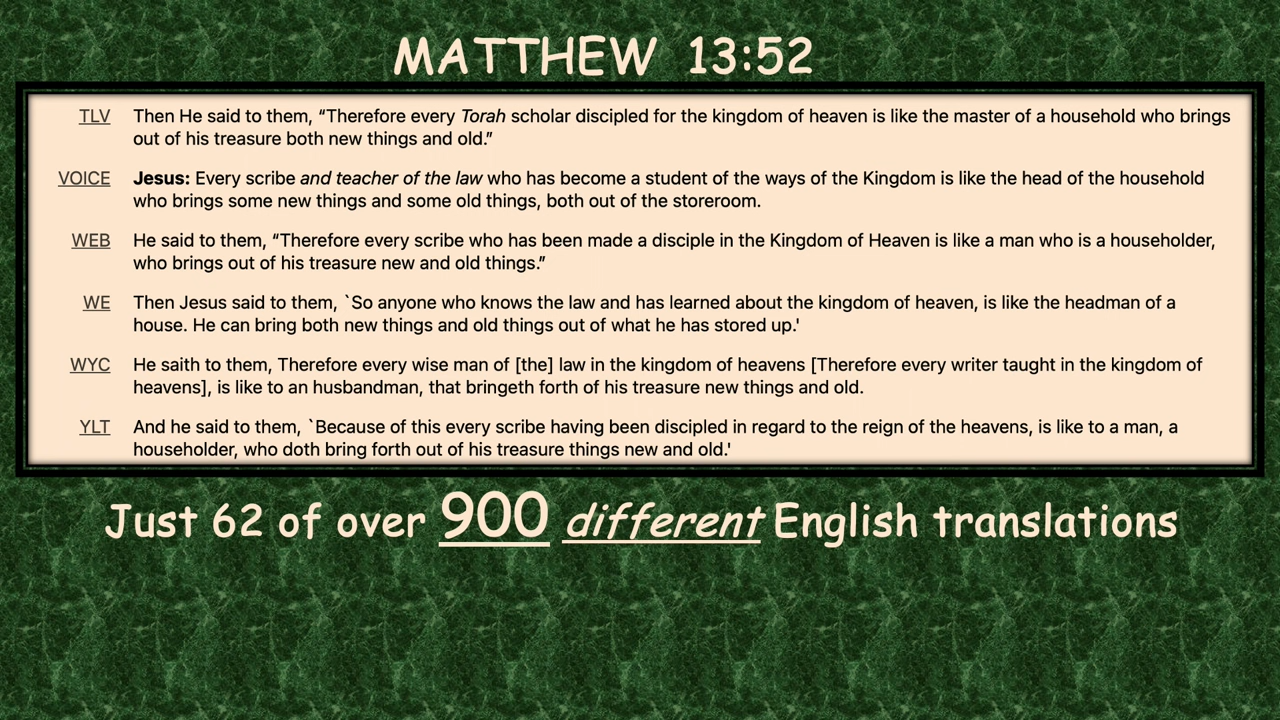 MATTHEW 13:52
TLV Then He said to them, “Therefore every Torah scholar discipled for the kingdom of heaven is like the master of a household who brings
out of his treasure both new things and old.”
VOICE Jesus: Every scribe and teacher of the law who has become a student of the ways of the Kingdom is like the head of the household
who brings some new things and some old things, both out of the storeroom.
WEB He said to them, “Therefore every scribe who has been made a disciple in the Kingdom of Heaven is like a man who is a householder,
who brings out of his treasure new and old things.”
WE Then Jesus said to them, `So anyone who knows the law and has learned about the kingdom of heaven, is like the headman of a
house. He can bring both new things and old things out of what he has stored up.'
WYC He saith to them, Therefore every wise man of [the] law in the kingdom of heavens [Therefore every writer taught in the kingdom of
heavens], is like to an husbandman, that bringeth forth of his treasure new things and old.
YLT And he said to them, `Because of this every scribe having been discipled in regard to the reign of the heavens, is like to a man, a
householder, who doth bring forth out of his treasure things new and old.'
Just 62 of over 900 different English translations